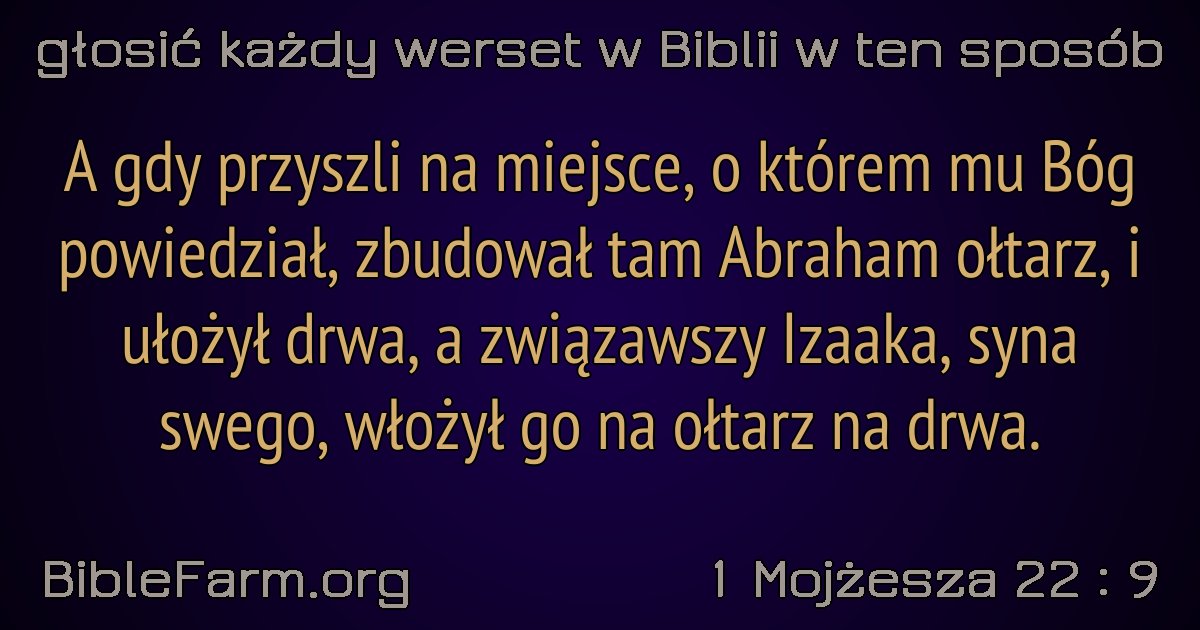 głosić każdy werset w Biblii w ten sposób
A gdy przyszli na miejsce, o którem mu Bóg
powiedział, zbudował tam Abraham ołtarz, i
ułożył drwa, a związawszy Izaaka, syna
swego, włożył go na ołtarz na drwa.
BibleFarm.org
1 Mojżesza 22 : 9